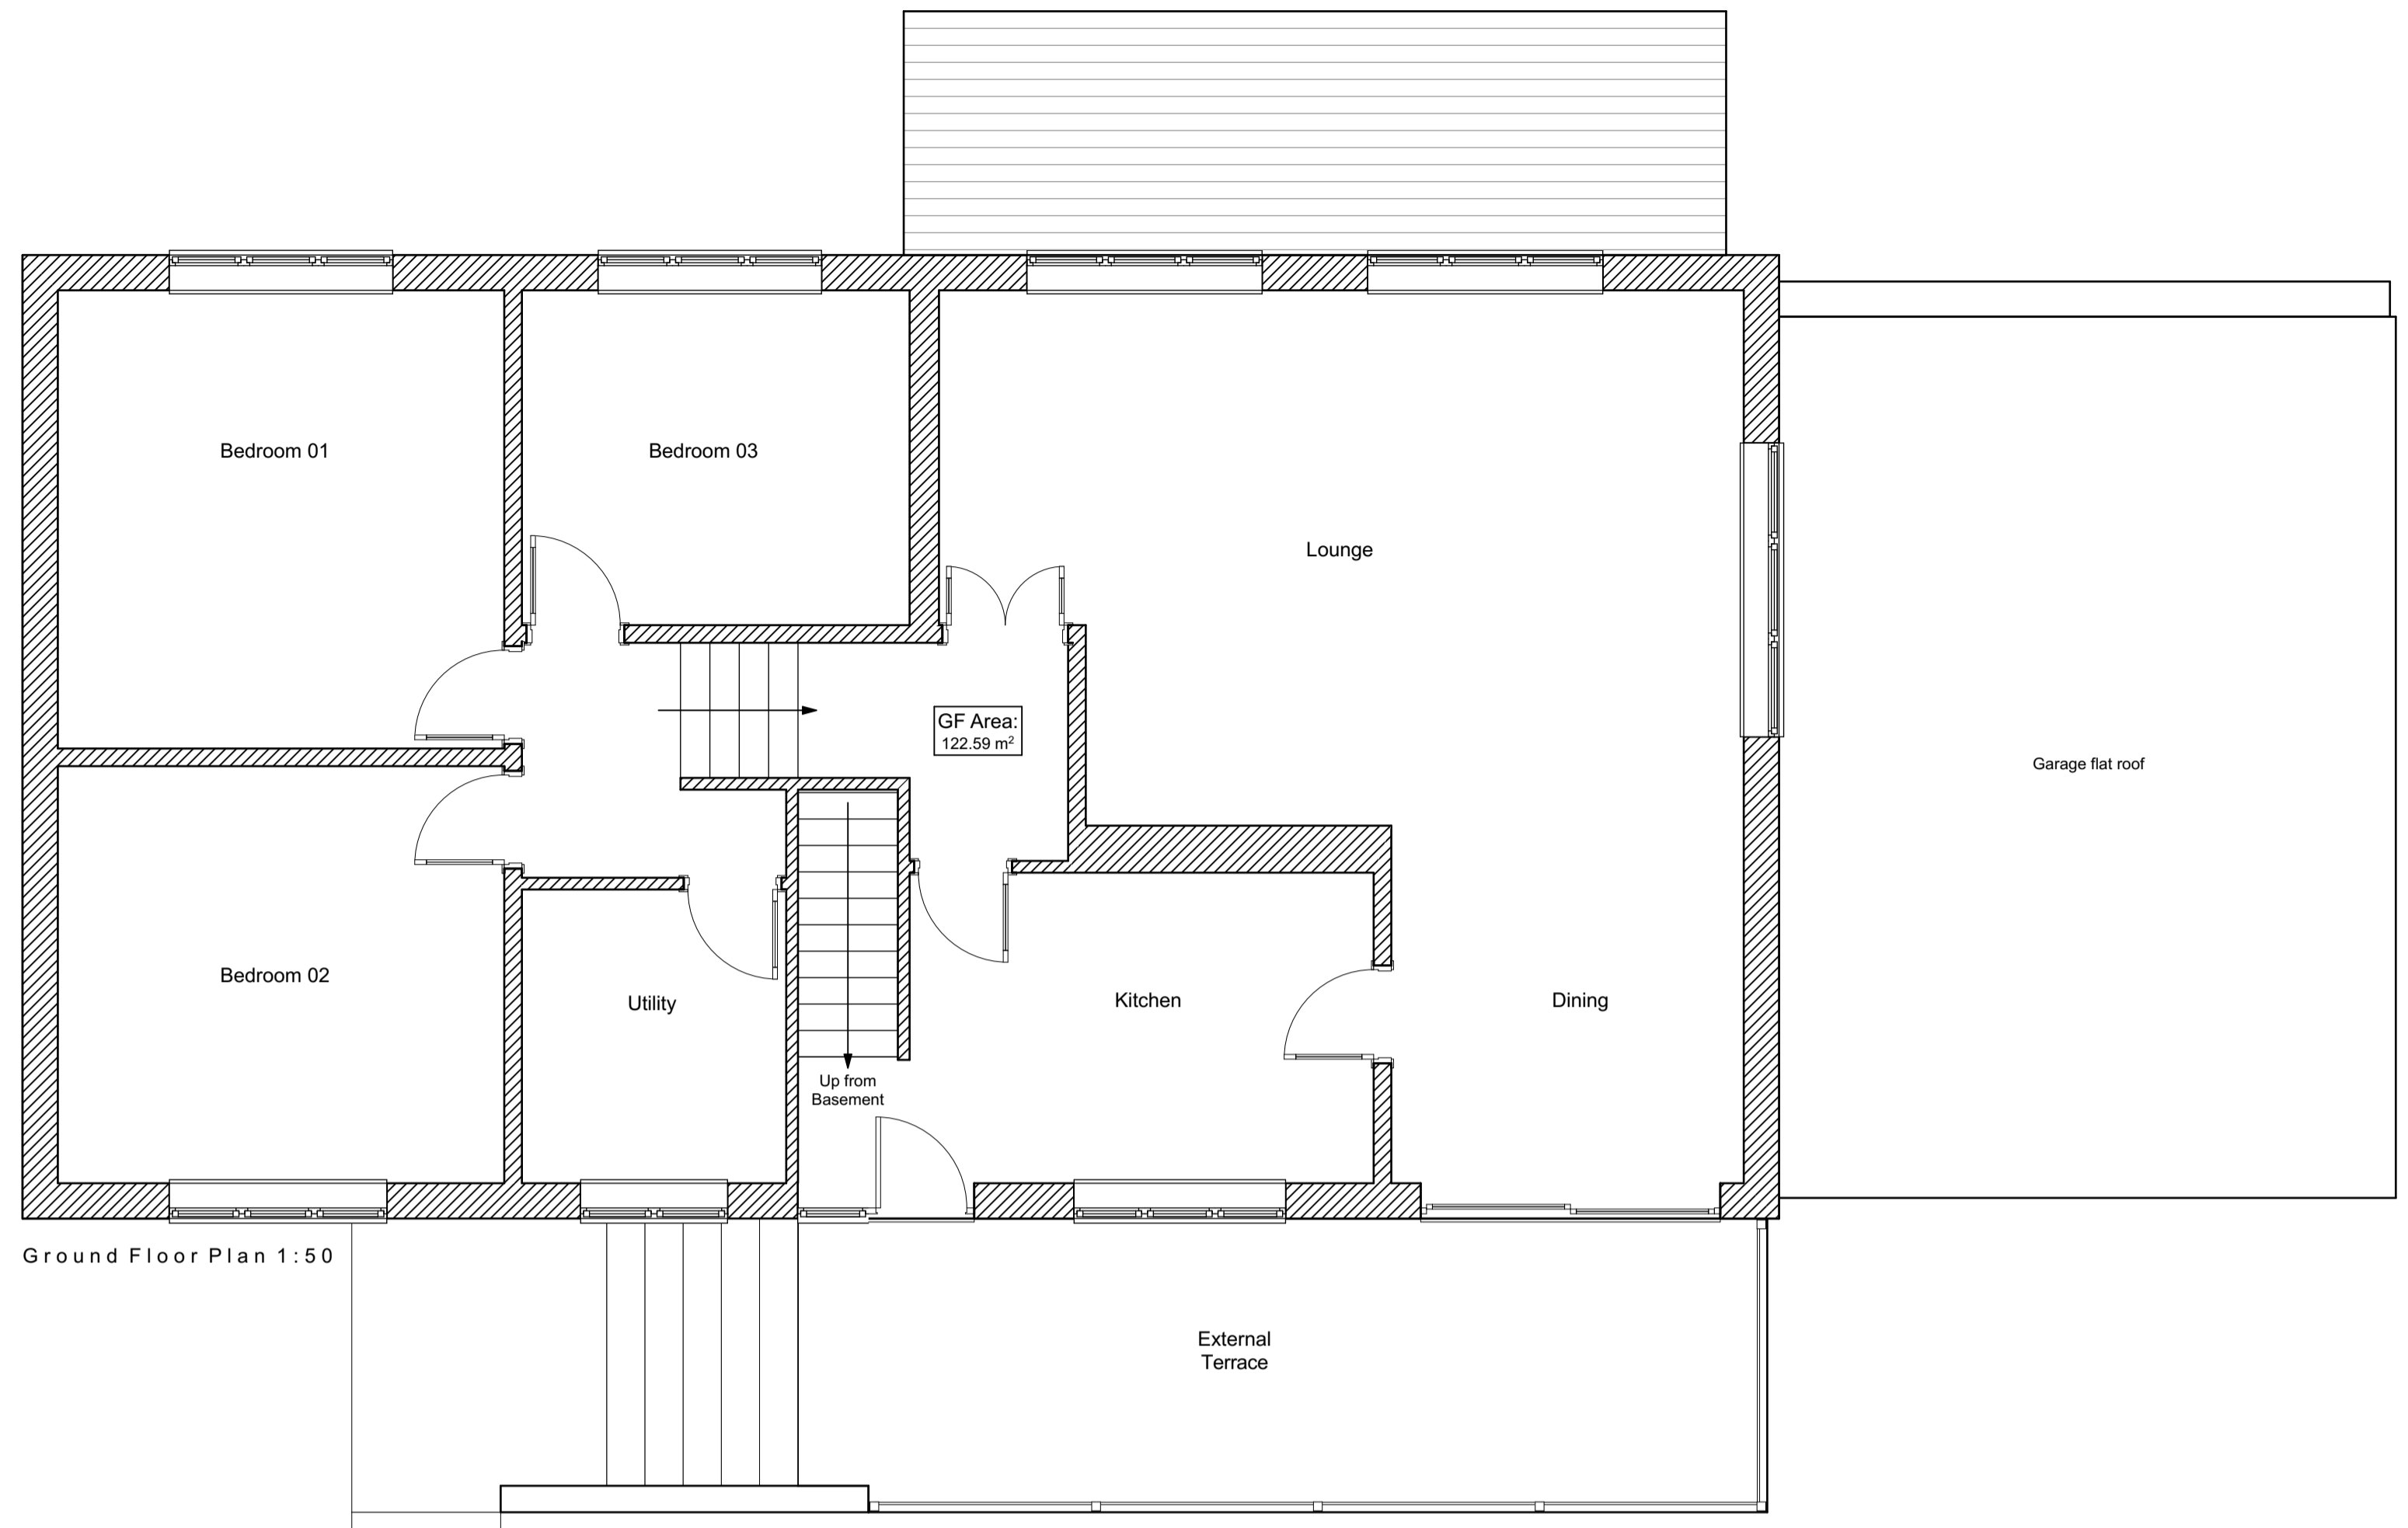 Bedroom 01
Bedroom 03
Lounge
GF Area:
122.59 m²
Garage flat roof
Bedroom 02
Utility
Kitchen
Dining
Up from
Basement
Ground Floor Plan 1:50
External
Terrace